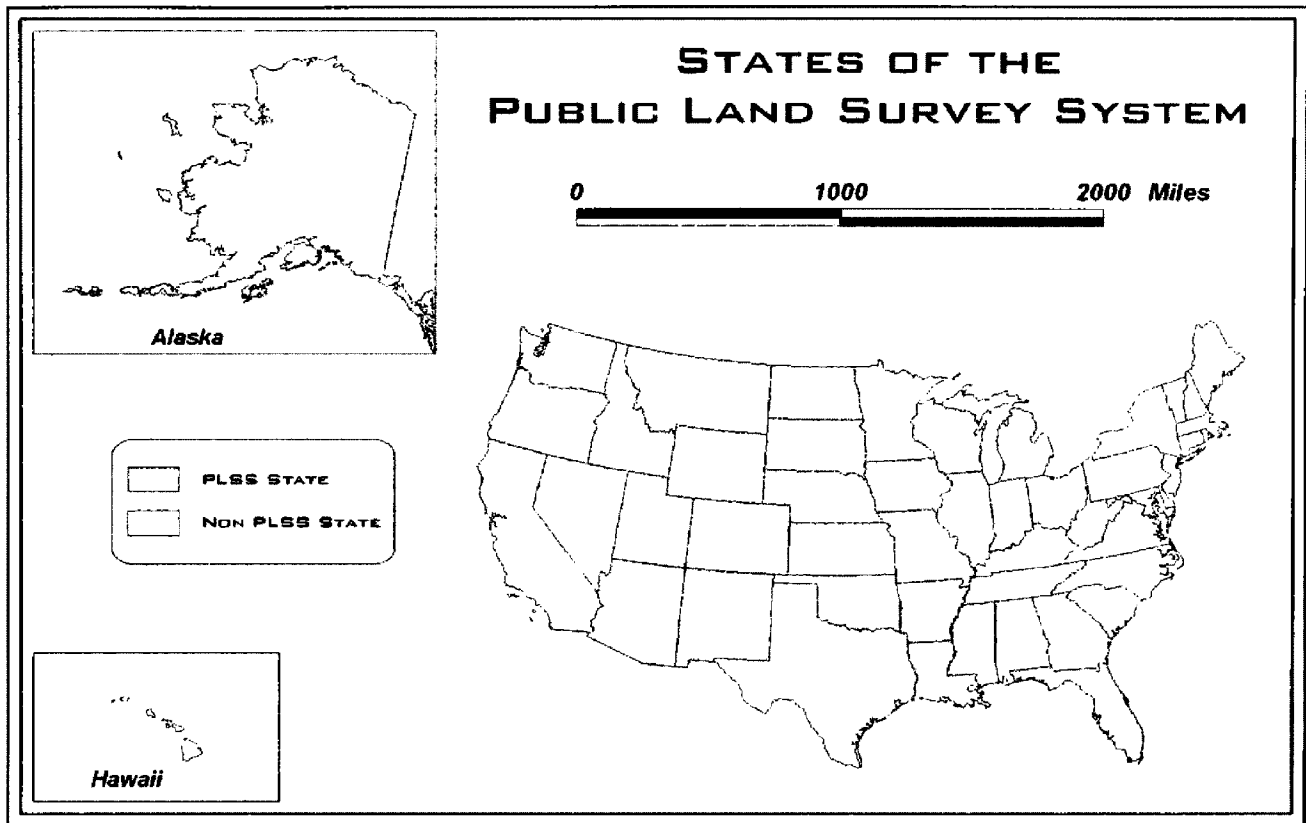 STATES OF THE
PUBLIC LAND SURVEY SYSTEM
0 1000 2000 Miles
Alaska
PLSS STATE
NON PLSS STATE
Hawaii